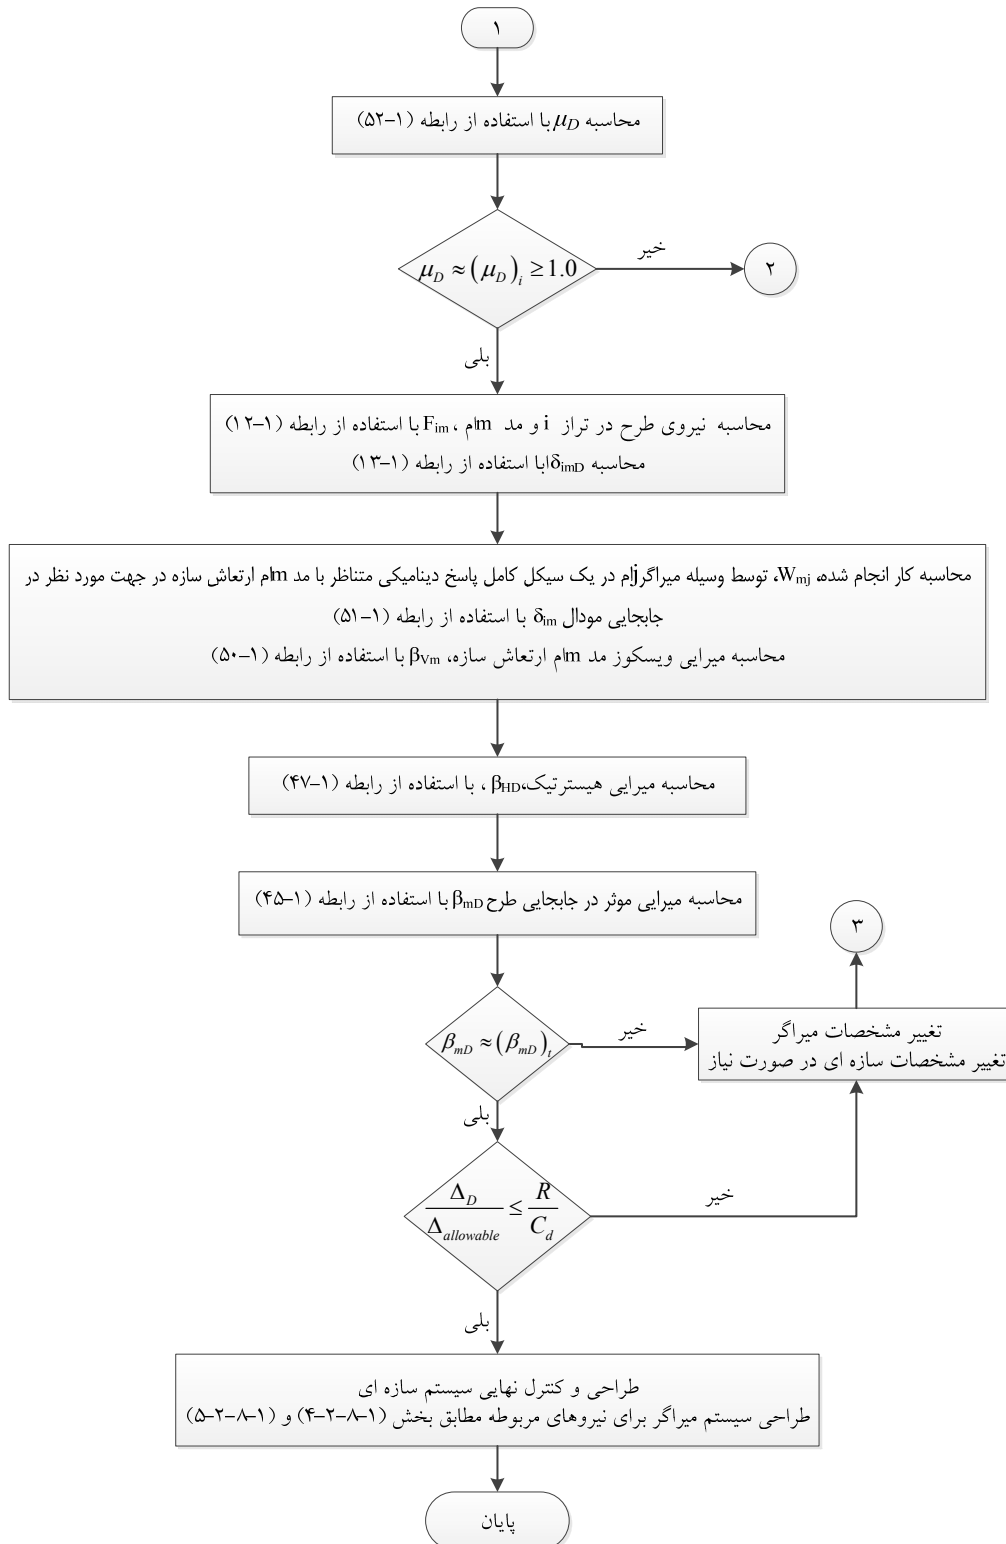 ۱
محاسبه μD با استفاده از رابطه (۱-۵۲)
μD ≈ (μD)i ≥ 1.0
خیر
۲
بلی
محاسبه نیروی طرح در تراز i و مد mام ، Fim با استفاده از رابطه (۱-۱۲)
محاسبه δimD با استفاده از رابطه (۱-۱۳)
محاسبه کار انجام شده، Wmj، توسط وسیله میراگر jام در یک سیکل کامل پاسخ دینامیکی متناظر با مد mام ارتعاش سازه در جهت مورد نظر در
جابجایی مودال δim با استفاده از رابطه (۱-۵۱)
محاسبه میرایی ویسکوز مد mام ارتعاش سازه، βVm با استفاده از رابطه (۱-۵۰)
محاسبه میرایی هیسترتیک، βHD ، با استفاده از رابطه (۱-۴۷)
محاسبه میرایی موثر در جابجایی طرح βmD با استفاده از رابطه (۱-۴۵)
۳
βmD ≈ (βmD)t
خیر
تغییر مشخصات میراگر
تغییر مشخصات سازه ای در صورت نیاز
بلی
ΔD / Δallowable ≤ R / Cd
خیر
بلی
طراحی و کنترل نهایی سیستم سازه ای
طراحی سیستم میراگر برای نیروهای مربوطه مطابق بخش (۱-۸-۲-۴) و (۱-۸-۲-۵)
پایان